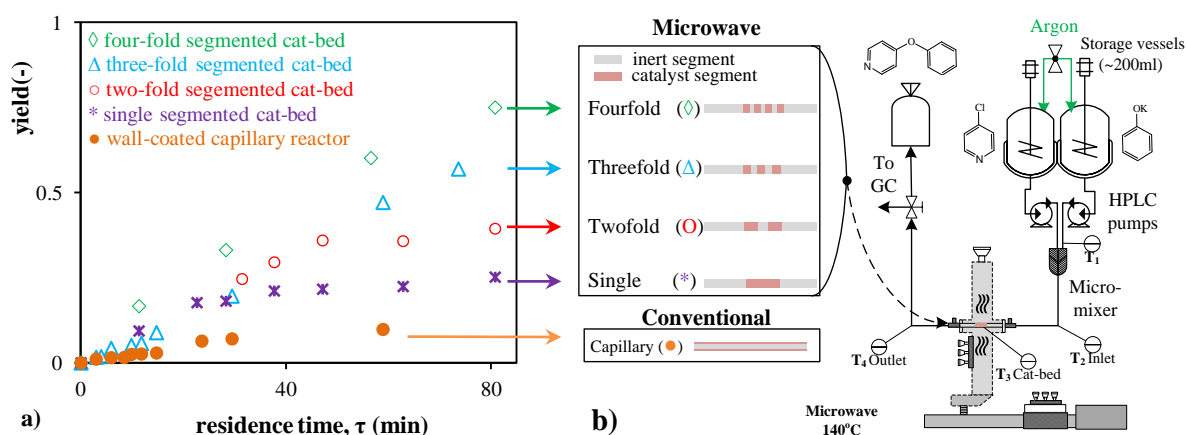 1
0.5
0
yield(-)
four-fold segmented cat-bed
three-fold segmented cat-bed
two-fold segemented cat-bed
* single segmented cat-bed
wall-coated capillary reactor
0
40
80
a)
residence time, τ (min)
Microwave
inert segment
catalyst segment
Fourfold (◊)
Threefold (Δ)
Twofold (O)
Single (*)
Conventional
Capillary (●)
b)
N
O
Argon
Storage vessels
(~200ml)
Cl
N
OK
To
GC
HPLC
pumps
T1
Micro-
mixer
T4 Outlet
T2 Inlet
T3 Cat-bed
Microwave
140°C